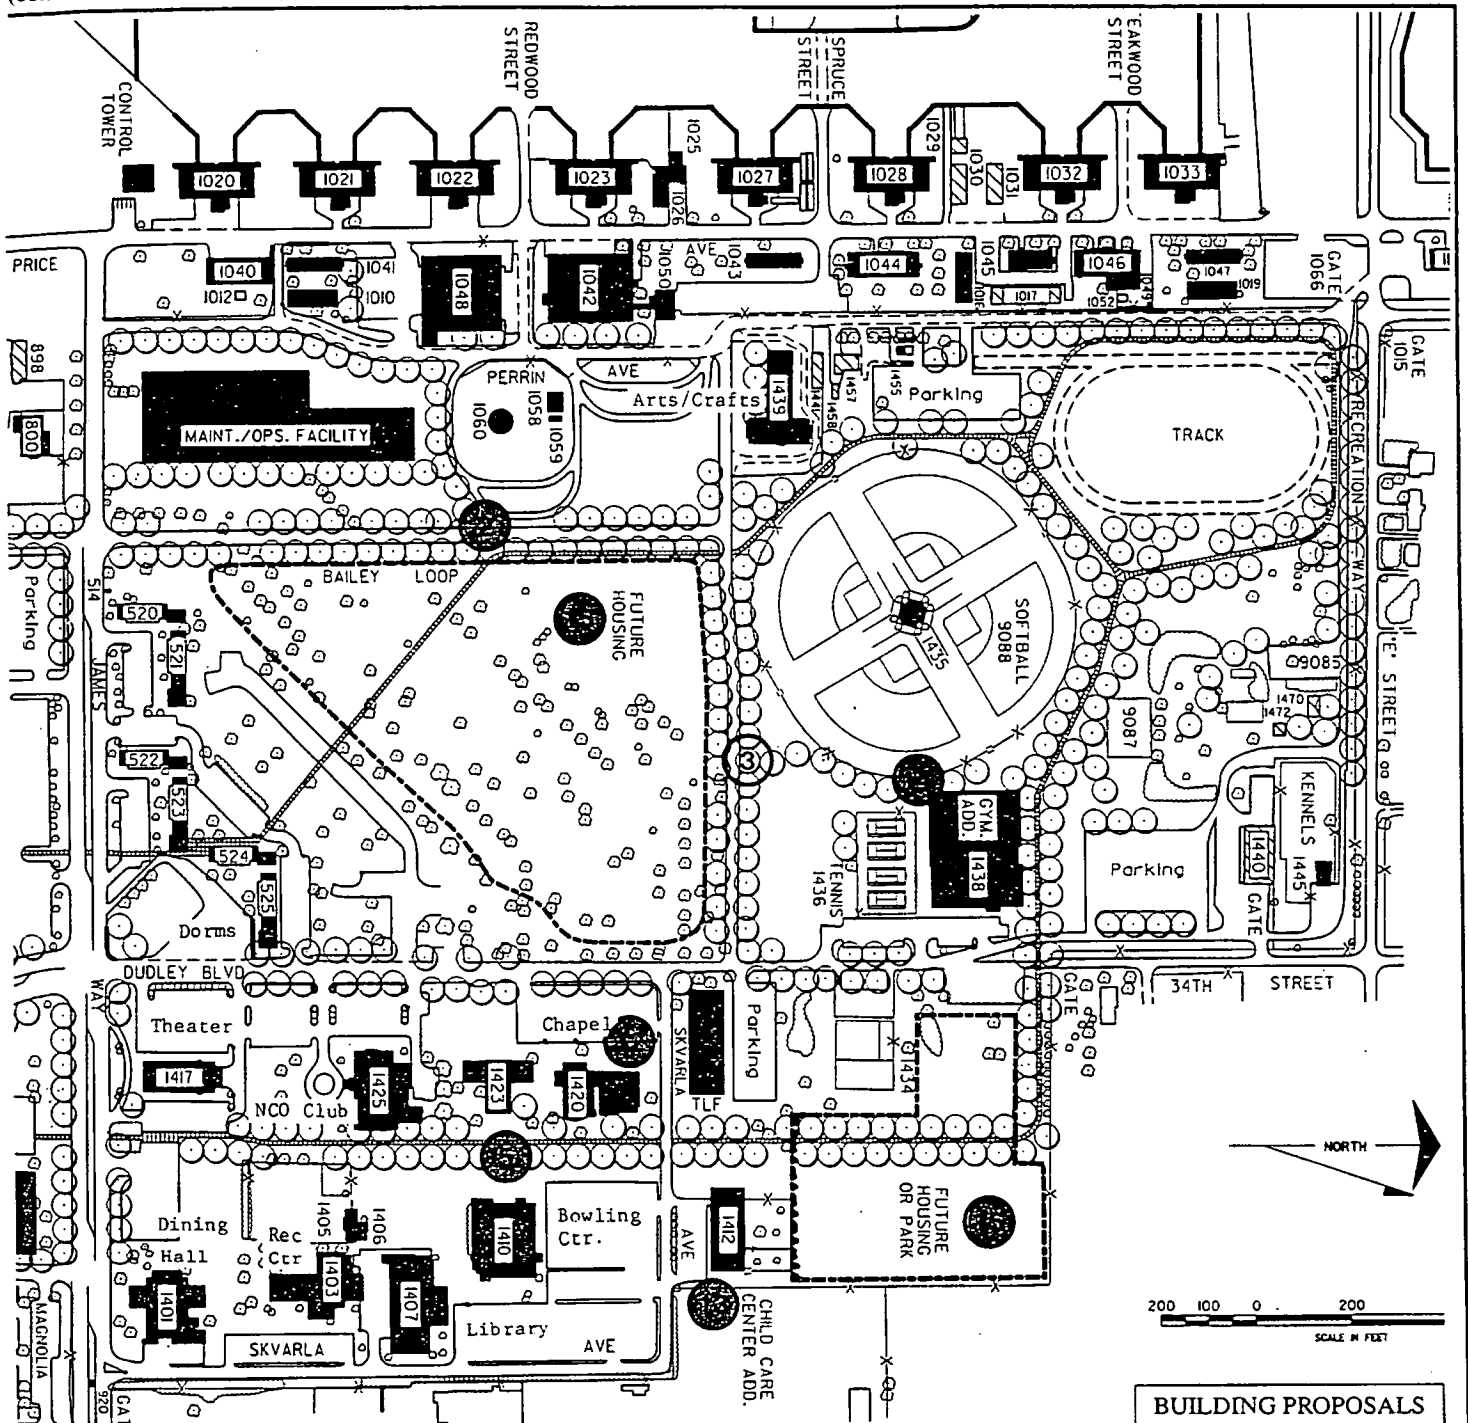 REDWOOD
STREET
SPRUCE
STREET
EAKWOOD
STREET
CONTROL
TOWER
1020
1021
1022
1023
1025
1026
1027
1028
1029
1030
1031
1032
1033
PRICE
AVE
1040
1041
1012
1010
1048
1042
1050
1043
1044
1045
1017
1046
1052
1047
1019
GATE
1066
GATE
1015
898
800
MAINT./OPS. FACILITY
PERRIN
AVE
1058
1060
1059
Arts/Crafts
1439
1441
1457
1458
1455
Parking
TRACK
RECREATION WAY
Parking
514
JAMES
WAY
520
521
522
523
524
525
Dorms
BAILEY LOOP
FUTURE
HOUSING
3
SOFTBALL
9088
1435
9085
1470
1472
9087
"E" STREET
KENNELS
1445
1440
GATE
GYM.
ADD.
1438
TENNIS
1436
Parking
DUDLEY BLVD
34TH STREET
GATE
Theater
1417
NCO Club
1425
1423
Chapel
1420
SKVARLA
AVE
TLF
Parking
1434
NORTH
Dining
Hall
1401
Rec
Ctr
1405
1406
1403
1407
1410
Bowling
Ctr.
Library
SKVARLA
AVE
1412
CHILD CARE
CENTER ADD.
FUTURE
HOUSING
OR PARK
MAGNOLIA
920
200 100 0 200
SCALE IN FEET
BUILDING PROPOSALS